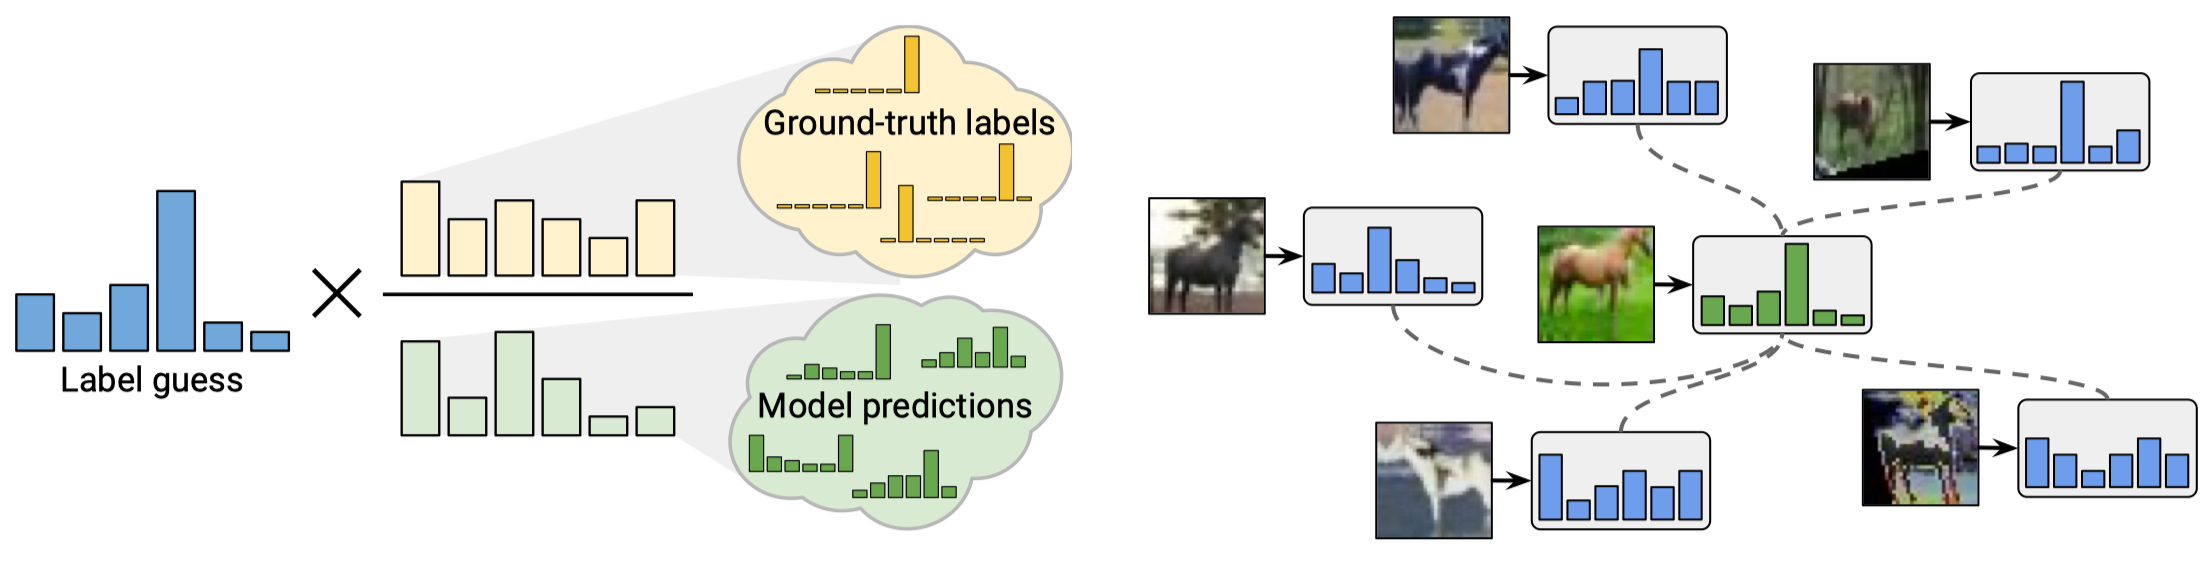 Ground-truth labels
Label guess
Model predictions